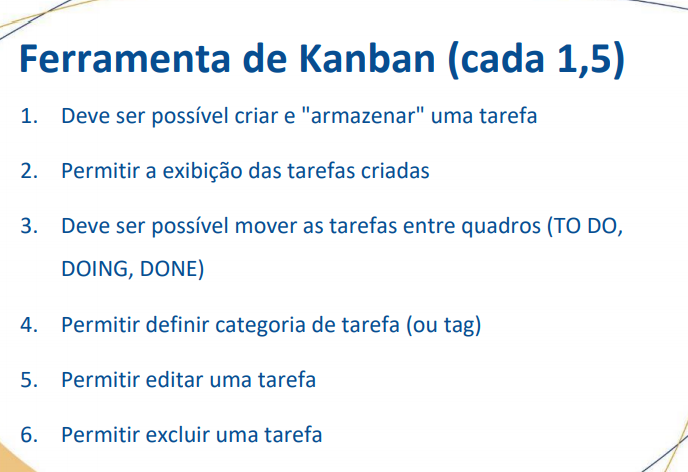 Ferramenta de Kanban (cada 1,5)
1. Deve ser possível criar e "armazenar" uma tarefa
2. Permitir a exibição das tarefas criadas
3. Deve ser possível mover as tarefas entre quadros (TO DO,
DOING, DONE)
4. Permitir definir categoria de tarefa (ou tag)
5. Permitir editar uma tarefa
6. Permitir excluir uma tarefa